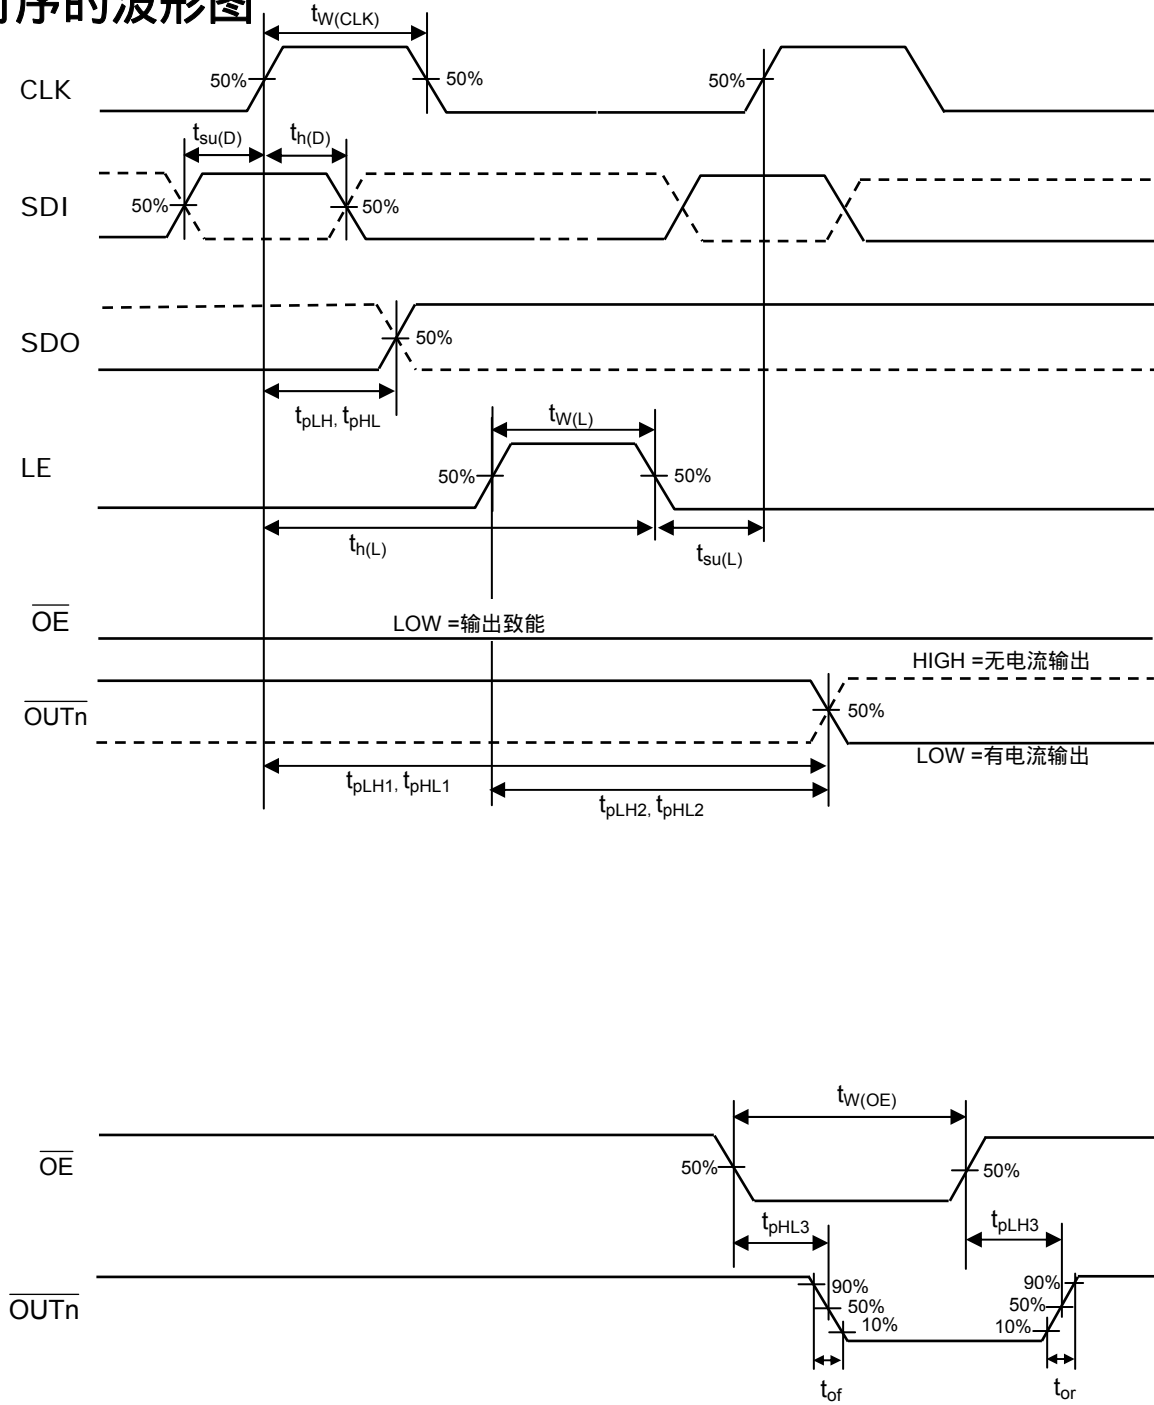 序的波形图
tW(CLK)
CLK
50%
50%
50%
tsu(D)
th(D)
SDI
50%
50%
SDO
50%
tpLH, tpHL
tW(L)
LE
50%
50%
th(L)
tsu(L)
OE
LOW =输出致能
HIGH =无电流输出
OUTn
50%
LOW =有电流输出
tpLH1, tpHL1
tpLH2, tpHL2
tW(OE)
OE
50%
50%
tpHL3
tpLH3
OUTn
90%
50%
10%
90%
50%
10%
tof
tor